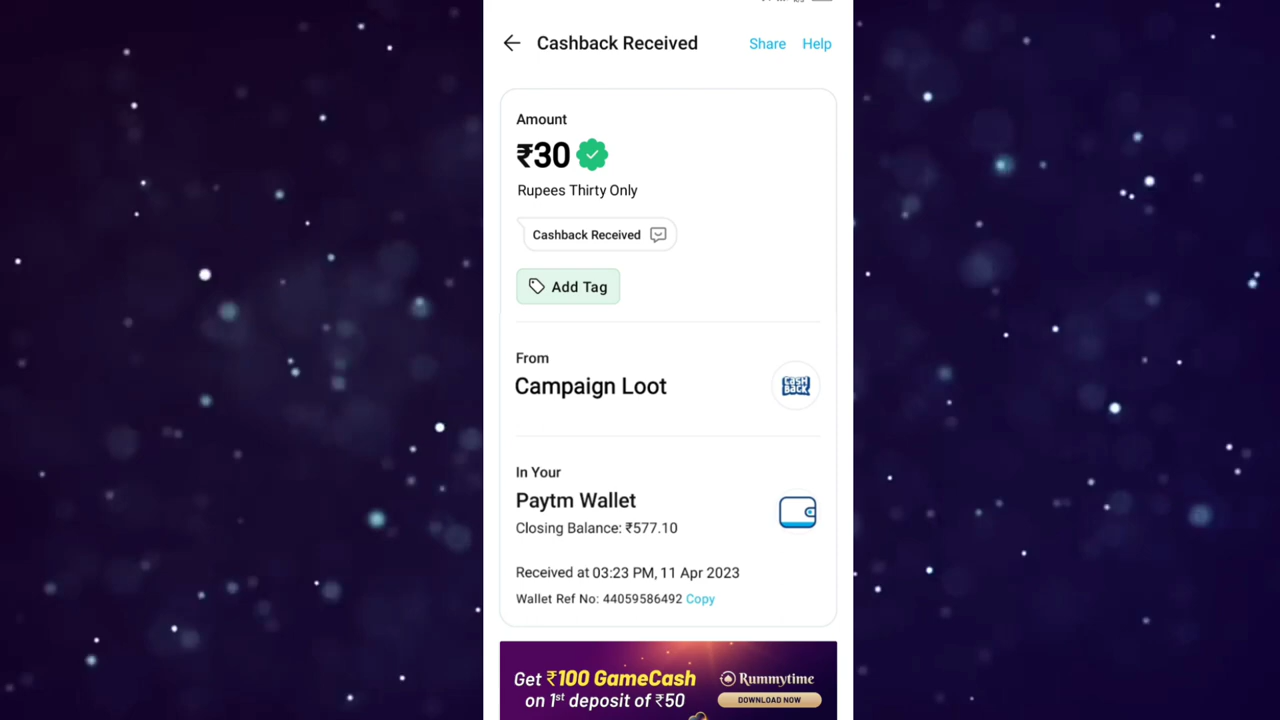 Cashback Received Share Help
Amount
₹30
Rupees Thirty Only
Cashback Received
Add Tag
From
Campaign Loot
CASH
BACK
In Your
Paytm Wallet
Closing Balance: ₹577.10
Received at 03:23 PM, 11 Apr 2023
Wallet Ref No: 44059586492 Copy
Get ₹100 GameCash
on 1st deposit of ₹50
Rummytime
DOWNLOAD NOW